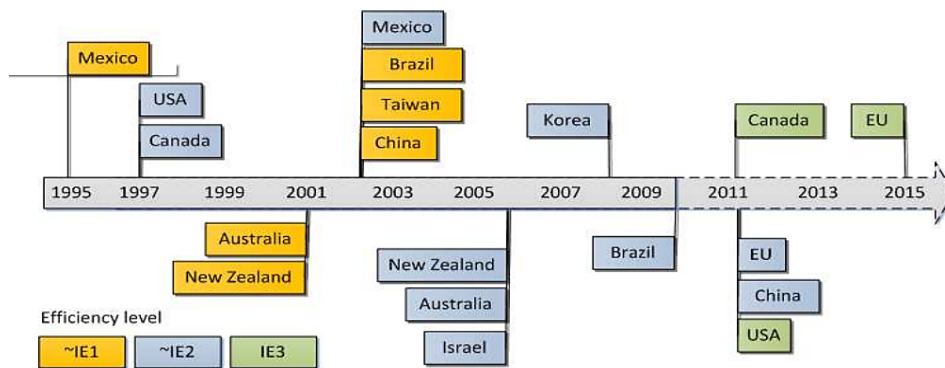 Mexico
Mexico
USA
Brazil
Canada
Taiwan
China
Korea
Canada
EU
1995 1997 1999 2001 2003 2005 2007 2009 2011 2013 2015
Australia
New Zealand
New Zealand
Australia
Israel
Brazil
EU
China
USA
Efficiency level
~IE1 ~IE2 IE3